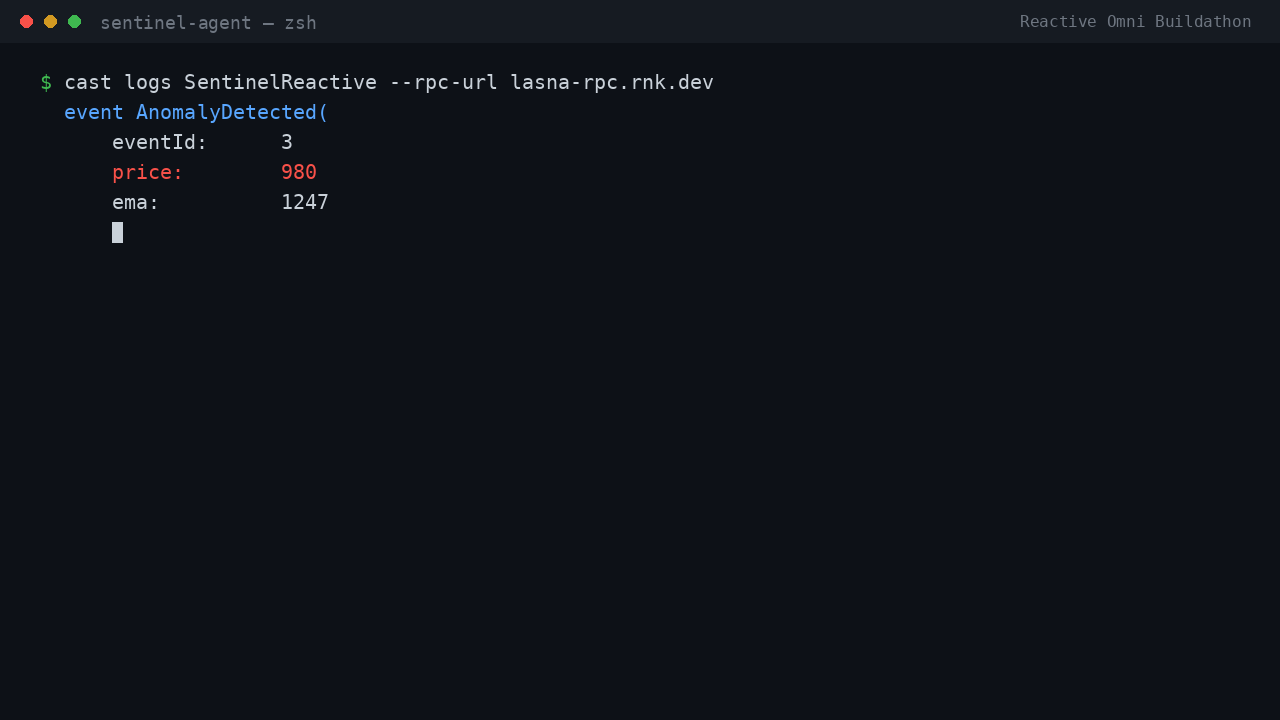 sentinel-agent — zsh
Reactive Omni Buildathon
$ cast logs SentinelReactive --rpc-url lasna-rpc.rnk.dev
event AnomalyDetected(
eventId: 3
price: 980
ema: 1247